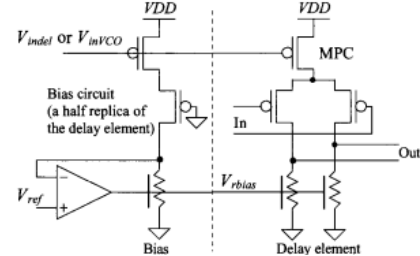 VDD
VDD
Vindel or VinVCO
MPC
Bias circuit
(a half replica of
the delay element)
In
Out
Vref
−
+
Vrbias
Bias
Delay element